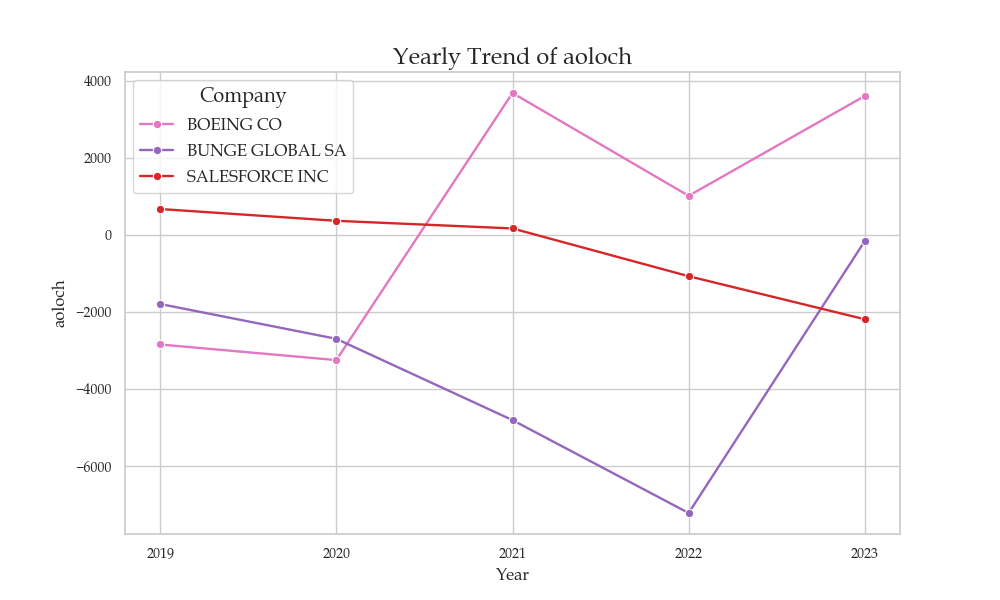 Yearly Trend of aoloch
4000
2000
0
−2000
−4000
−6000
aoloch
Company
BOEING CO
BUNGE GLOBAL SA
SALESFORCE INC
2019
2020
2021
2022
2023
Year